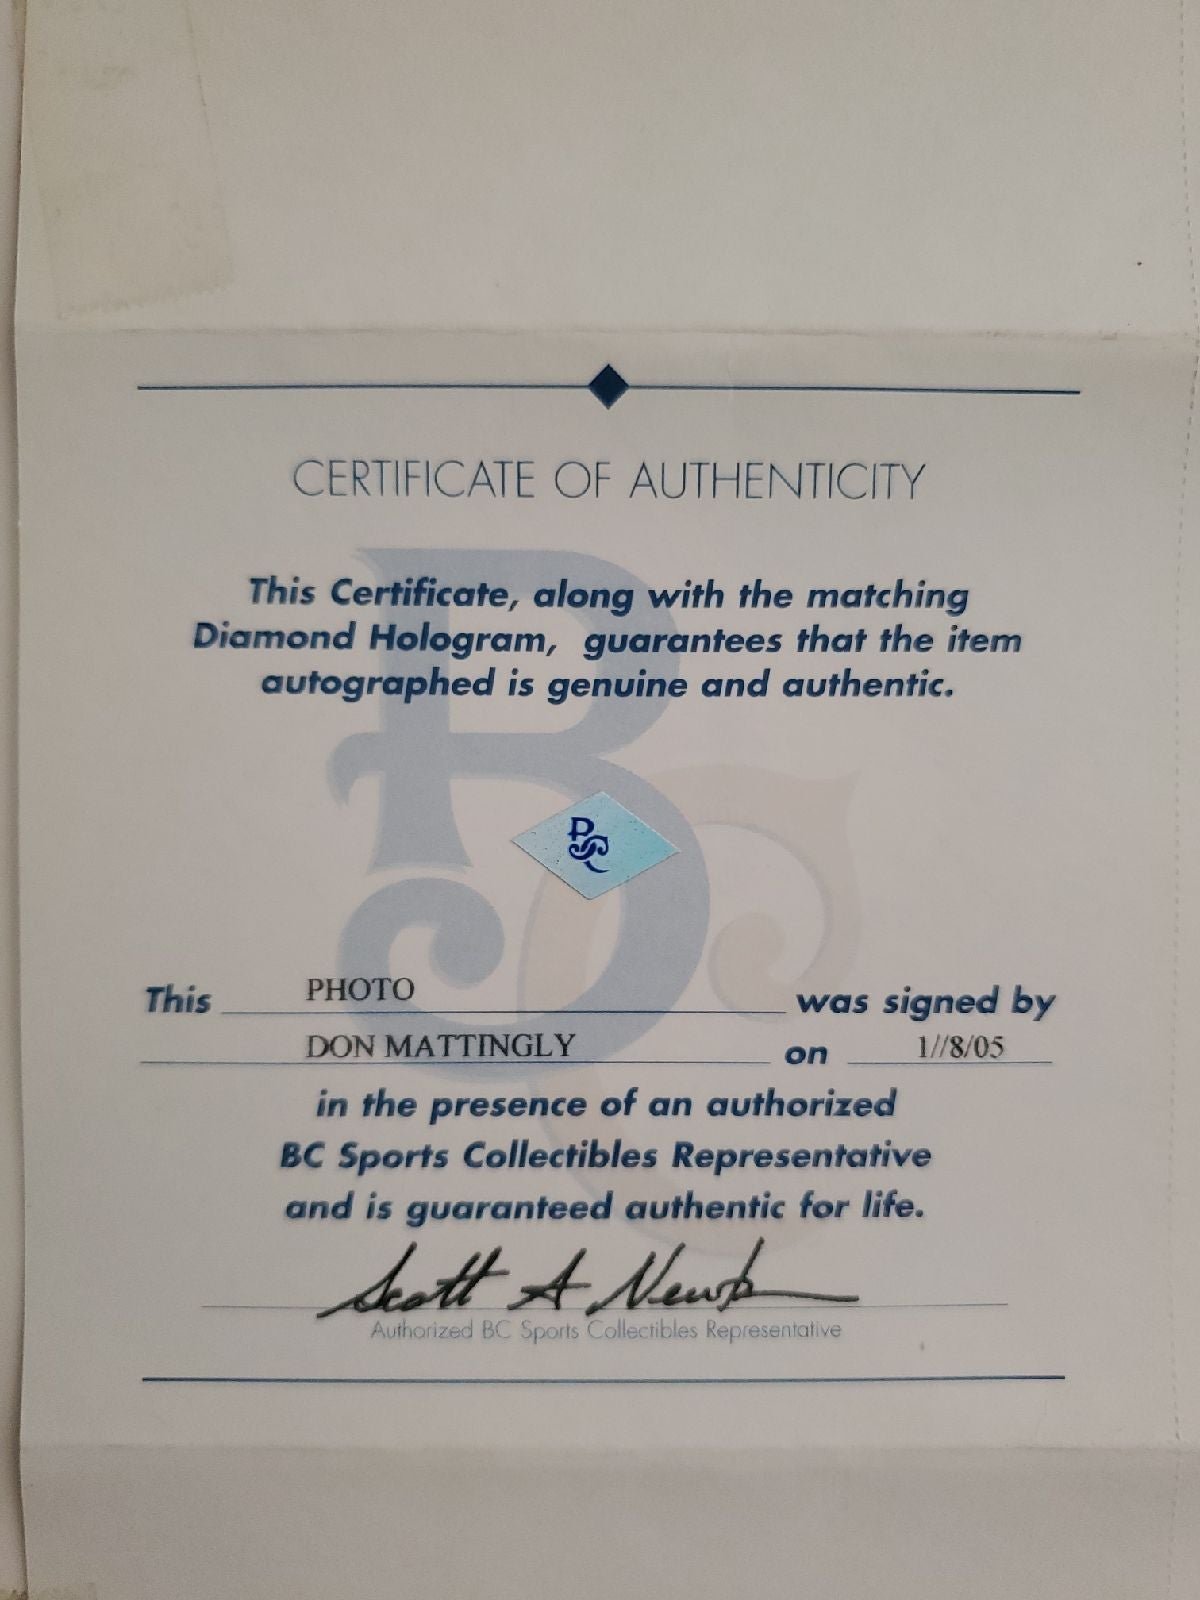 CERTIFICATE OF AUTHENTICITY
This Certificate, along with the matching
Diamond Hologram, guarantees that the item
autographed is genuine and authentic.
BC
This PHOTO was signed by
DON MATTINGLY on 1//8/05
in the presence of an authorized
BC Sports Collectibles Representative
and is guaranteed authentic for life.
Scott A
Authorized BC Sports Collectibles Representative